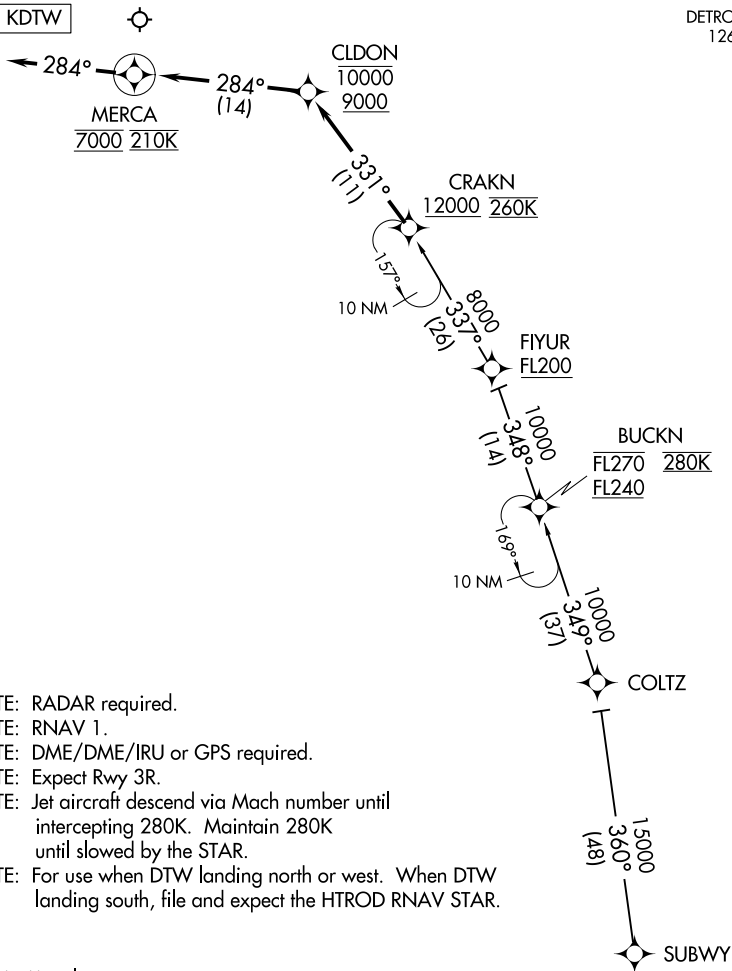 KDTW
DETRO
126
284°
284°
(14)
MERCA
7000 210K
CLDON
10000
9000
331°
(11)
CRAKN
12000 260K
157°
10 NM
8000
337°
(26)
FIYUR
FL200
10000
348°
(14)
BUCKN
FL270 280K
FL240
169°
10 NM
10000
349°
(37)
COLTZ
15000
360°
(48)
SUBWY
TE: RADAR required.
TE: RNAV 1.
TE: DME/DME/IRU or GPS required.
TE: Expect Rwy 3R.
TE: Jet aircraft descend via Mach number until
intercepting 280K. Maintain 280K
until slowed by the STAR.
TE: For use when DTW landing north or west. When DTW
landing south, file and expect the HTROD RNAV STAR.